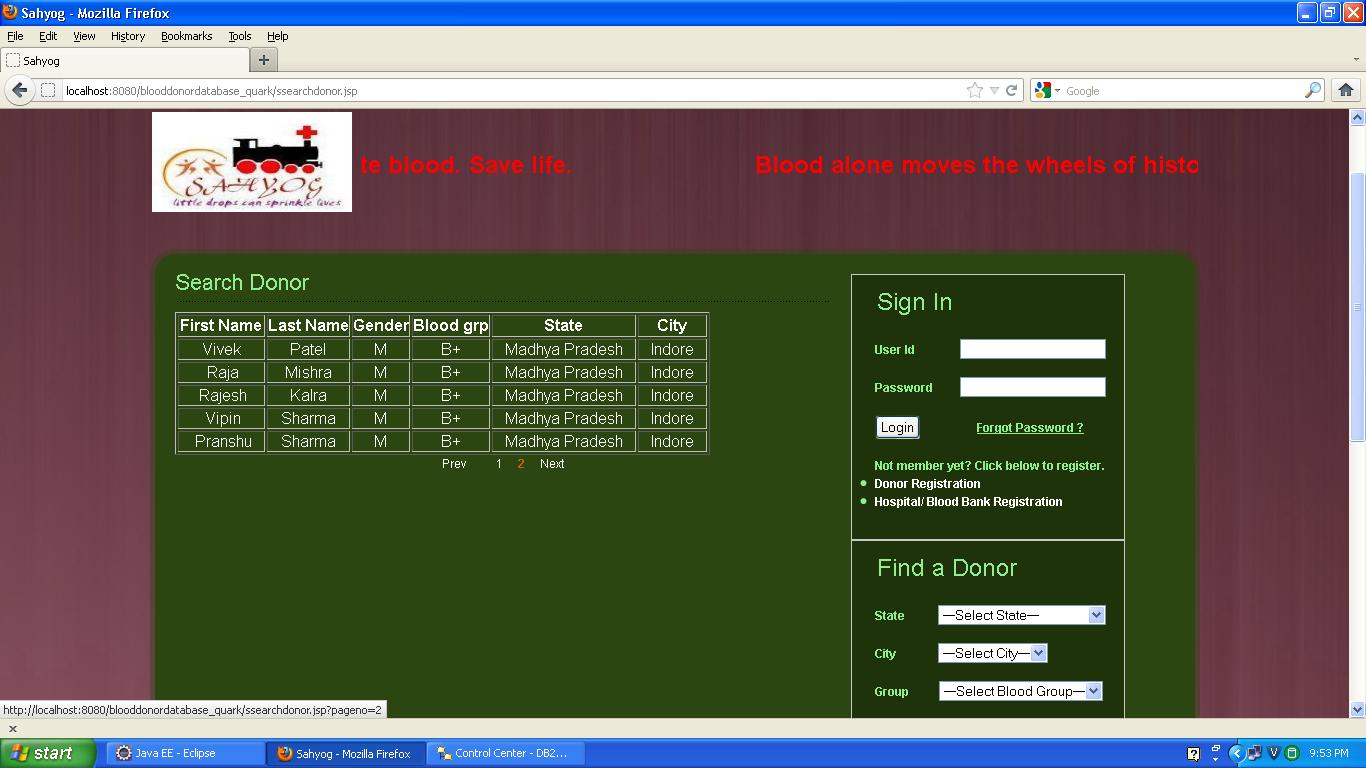 Sahyog - Mozilla Firefox
File Edit View History Bookmarks Tools Help
Sahyog
localhost:8080/blooddonordatabase_quark/ssearchdonor.jsp
Google
SAHYOG
little drops can sprinkle lives
te blood. Save life. Blood alone moves the wheels of histo
Search Donor
First Name Last Name Gender Blood grp State City
Vivek Patel M B+ Madhya Pradesh Indore
Raja Mishra M B+ Madhya Pradesh Indore
Rajesh Kalra M B+ Madhya Pradesh Indore
Vipin Sharma M B+ Madhya Pradesh Indore
Pranshu Sharma M B+ Madhya Pradesh Indore
Prev 1 2 Next
Sign In
User Id
Password
Login Forgot Password ?
Not member yet? Click below to register.
Donor Registration
Hospital/ Blood Bank Registration
Find a Donor
State —Select State—
City —Select City—
Group —Select Blood Group—
http://localhost:8080/blooddonordatabase_quark/ssearchdonor.jsp?pageno=2
start Java EE - Eclipse Sahyog - Mozilla Firefox Control Center - DB2... 9:53 PM